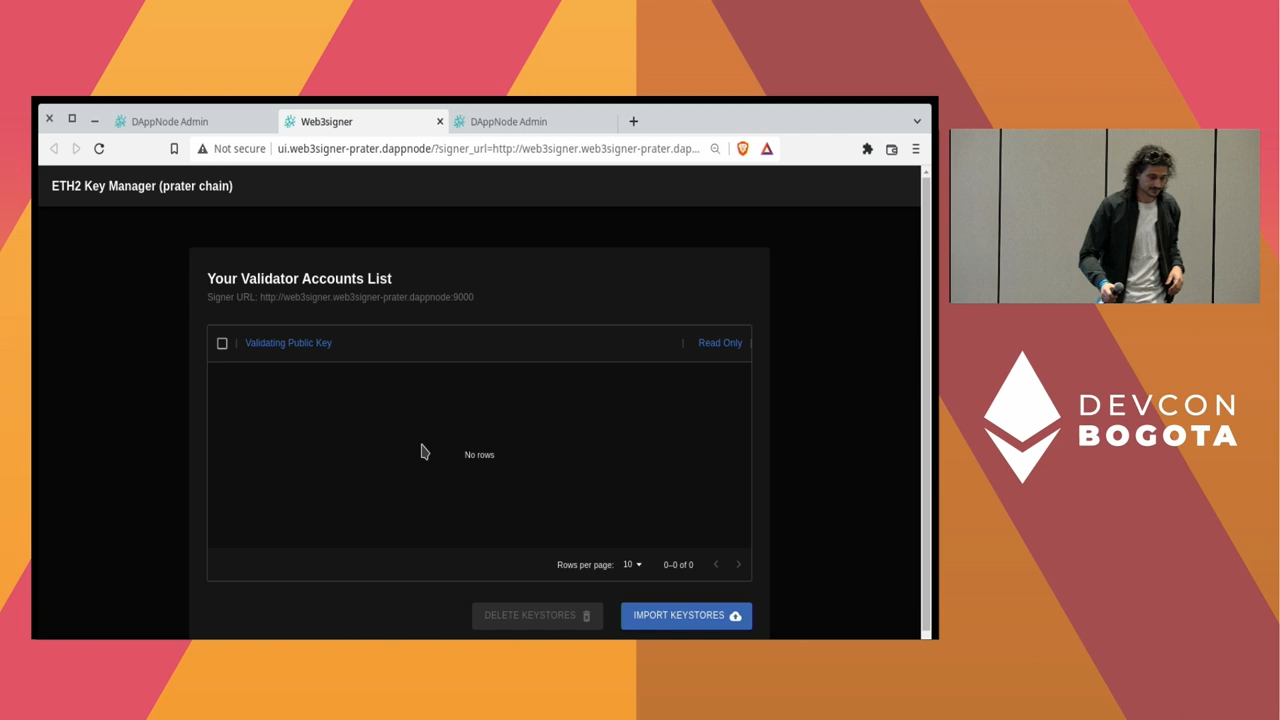 DAppNode Admin
Web3signer
DAppNode Admin
Not secure
ui.web3signer-prater.dappnode/?signer_url=http://web3signer.web3signer-prater.dap...
ETH2 Key Manager (prater chain)
Your Validator Accounts List
Signer URL: http://web3signer.web3signer-prater.dappnode:9000
Validating Public Key
Read Only
No rows
Rows per page: 10 0–0 of 0
DELETE KEYSTORES
IMPORT KEYSTORES
DEVCON
BOGOTA